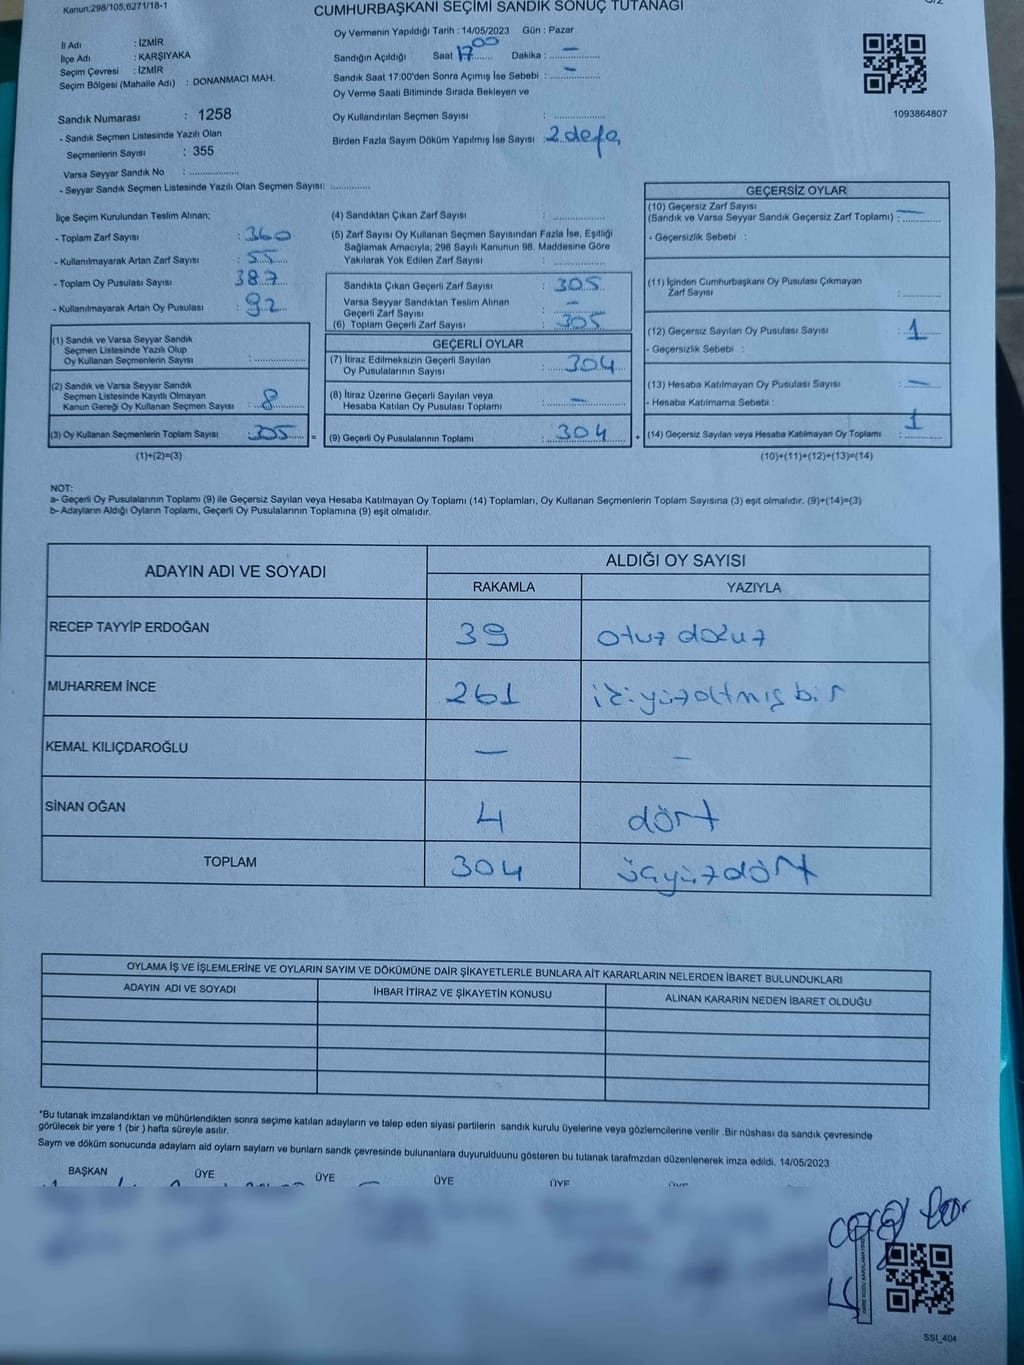 Kanun,298/105;6271/18-1
CUMHURBAŞKANI SEÇİMİ SANDIK SONUÇ TUTANAĞI
Oy Vermenin Yapıldığı Tarih : 14/05/2023 Gün : Pazar
İl Adı : İZMİR
İlçe Adı : KARŞIYAKA
Seçim Çevresi : İZMİR
Seçim Bölgesi (Mahalle Adı) : DONANMACI MAH.
Sandığın Açıldığı Saat 17 00 Dakika : —
Sandık Saat 17:00'den Sonra Açımış İse Sebebi : —
Oy Verme Saati Bitiminde Sırada Bekleyen ve
Oy Kullandırılan Seçmen Sayısı :
Birden Fazla Sayım Döküm Yapılmış İse Sayısı : 2 defa
1093864807
Sandık Numarası : 1258
- Sandık Seçmen Listesinde Yazılı Olan
Seçmenlerin Sayısı : 355
Varsa Seyyar Sandık No :
- Seyyar Sandık Seçmen Listesinde Yazılı Olan Seçmen Sayısı:
İlçe Seçim Kurulundan Teslim Alınan;
- Toplam Zarf Sayısı : 360
- Kullanılmayarak Artan Zarf Sayısı : 55
- Toplam Oy Pusulası Sayısı : 387
- Kullanılmayarak Artan Oy Pusulası : 92
(1) Sandık ve Varsa Seyyar Sandık
Seçmen Listesinde Yazılı Olup
Oy Kullanan Seçmenlerin Sayısı :
(2) Sandık ve Varsa Seyyar Sandık
Seçmen Listesinde Kayıtlı Olmayan
Kanun Gereği Oy Kullanan Seçmen Sayısı : 8
(3) Oy Kullanan Seçmenlerin Toplam Sayısı : 305 =
(1)+(2)=(3)
(4) Sandıktan Çıkan Zarf Sayısı :
(5) Zarf Sayısı Oy Kullanan Seçmen Sayısından Fazla İse, Eşitliği
Sağlamak Amacıyla; 298 Sayılı Kanunun 98. Maddesine Göre
Yakılarak Yok Edilen Zarf Sayısı :
Sandıkta Çıkan Geçerli Zarf Sayısı : 305
Varsa Seyyar Sandıktan Teslim Alınan
Geçerli Zarf Sayısı : —
(6) Toplam Geçerli Zarf Sayısı : 305
GEÇERLİ OYLAR
(7) İtiraz Edilmeksizin Geçerli Sayılan
Oy Pusulalarının Sayısı : 304
(8) İtiraz Üzerine Geçerli Sayılan veya
Hesaba Katılan Oy Pusulası Toplamı : —
(9) Geçerli Oy Pusulalarının Toplamı : 304 +
GEÇERSİZ OYLAR
(10) Geçersiz Zarf Sayısı
(Sandık ve Varsa Seyyar Sandık Geçersiz Zarf Toplamı) : —
- Geçersizlik Sebebi :
(11) İçinden Cumhurbaşkanı Oy Pusulası Çıkmayan
Zarf Sayısı :
(12) Geçersiz Sayılan Oy Pusulası Sayısı : 1
- Geçersizlik Sebebi :
(13) Hesaba Katılmayan Oy Pusulası Sayısı : —
- Hesaba Katılmama Sebebi :
(14) Geçersiz Sayılan veya Hesaba Katılmayan Oy Toplamı : 1
(10)+(11)+(12)+(13)=(14)
NOT:
a- Geçerli Oy Pusulalarının Toplamı (9) ile Geçersiz Sayılan veya Hesaba Katılmayan Oy Toplamı (14) Toplamları, Oy Kullanan Seçmenlerin Toplam Sayısına (3) eşit olmalıdır. (9)+(14)=(3)
b- Adayların Aldığı Oyların Toplamı, Geçerli Oy Pusulalarının Toplamına (9) eşit olmalıdır.
ADAYIN ADI VE SOYADI
ALDIĞI OY SAYISI
RAKAMLA YAZIYLA
RECEP TAYYİP ERDOĞAN 39 otuz dokuz
MUHARREM İNCE 261 ikiyüzaltmış bir
KEMAL KILIÇDAROĞLU — —
SİNAN OĞAN 4 dört
TOPLAM 304 üçyüzdört
OYLAMA İŞ VE İŞLEMLERİNE VE OYLARIN SAYIM VE DÖKÜMÜNE DAİR ŞİKAYETLERLE BUNLARA AİT KARARLARIN NELERDEN İBARET BULUNDUKLARI
ADAYIN ADI VE SOYADI İHBAR İTİRAZ VE ŞİKAYETİN KONUSU ALINAN KARARIN NEDEN İBARET OLDUĞU
*Bu tutanak imzalandıktan ve mühürlendikten sonra seçime katılan adayların ve talep eden siyasi partilerin sandık kurulu üyelerine veya gözlemcilerine verilir .Bir nüshası da sandık çevresinde
görülecek bir yere 1 (bir ) hafta süreyle asılır.
Sayım ve döküm sonucunda adayların ald oyların sayların ve bunların sandk çevresinde bulunanlara duyurulduunu gösteren bu tutanak tarafmzdan düzenlenerek imza edildi. 14/05/2023
BAŞKAN ÜYE ÜYE ÜYE ÜYE ÜYE
SSI_404